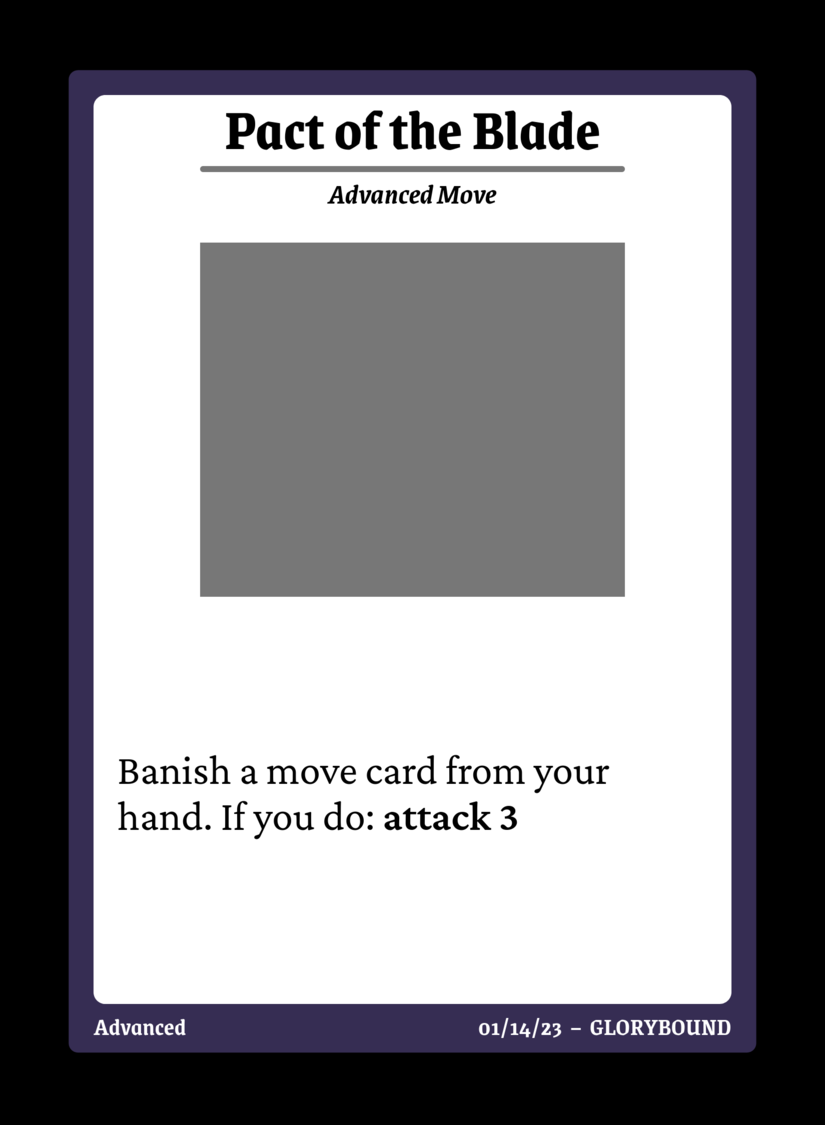 Pact of the Blade
Advanced Move
Banish a move card from your
hand. If you do: attack 3
Advanced
01/14/23 – GLORYBOUND